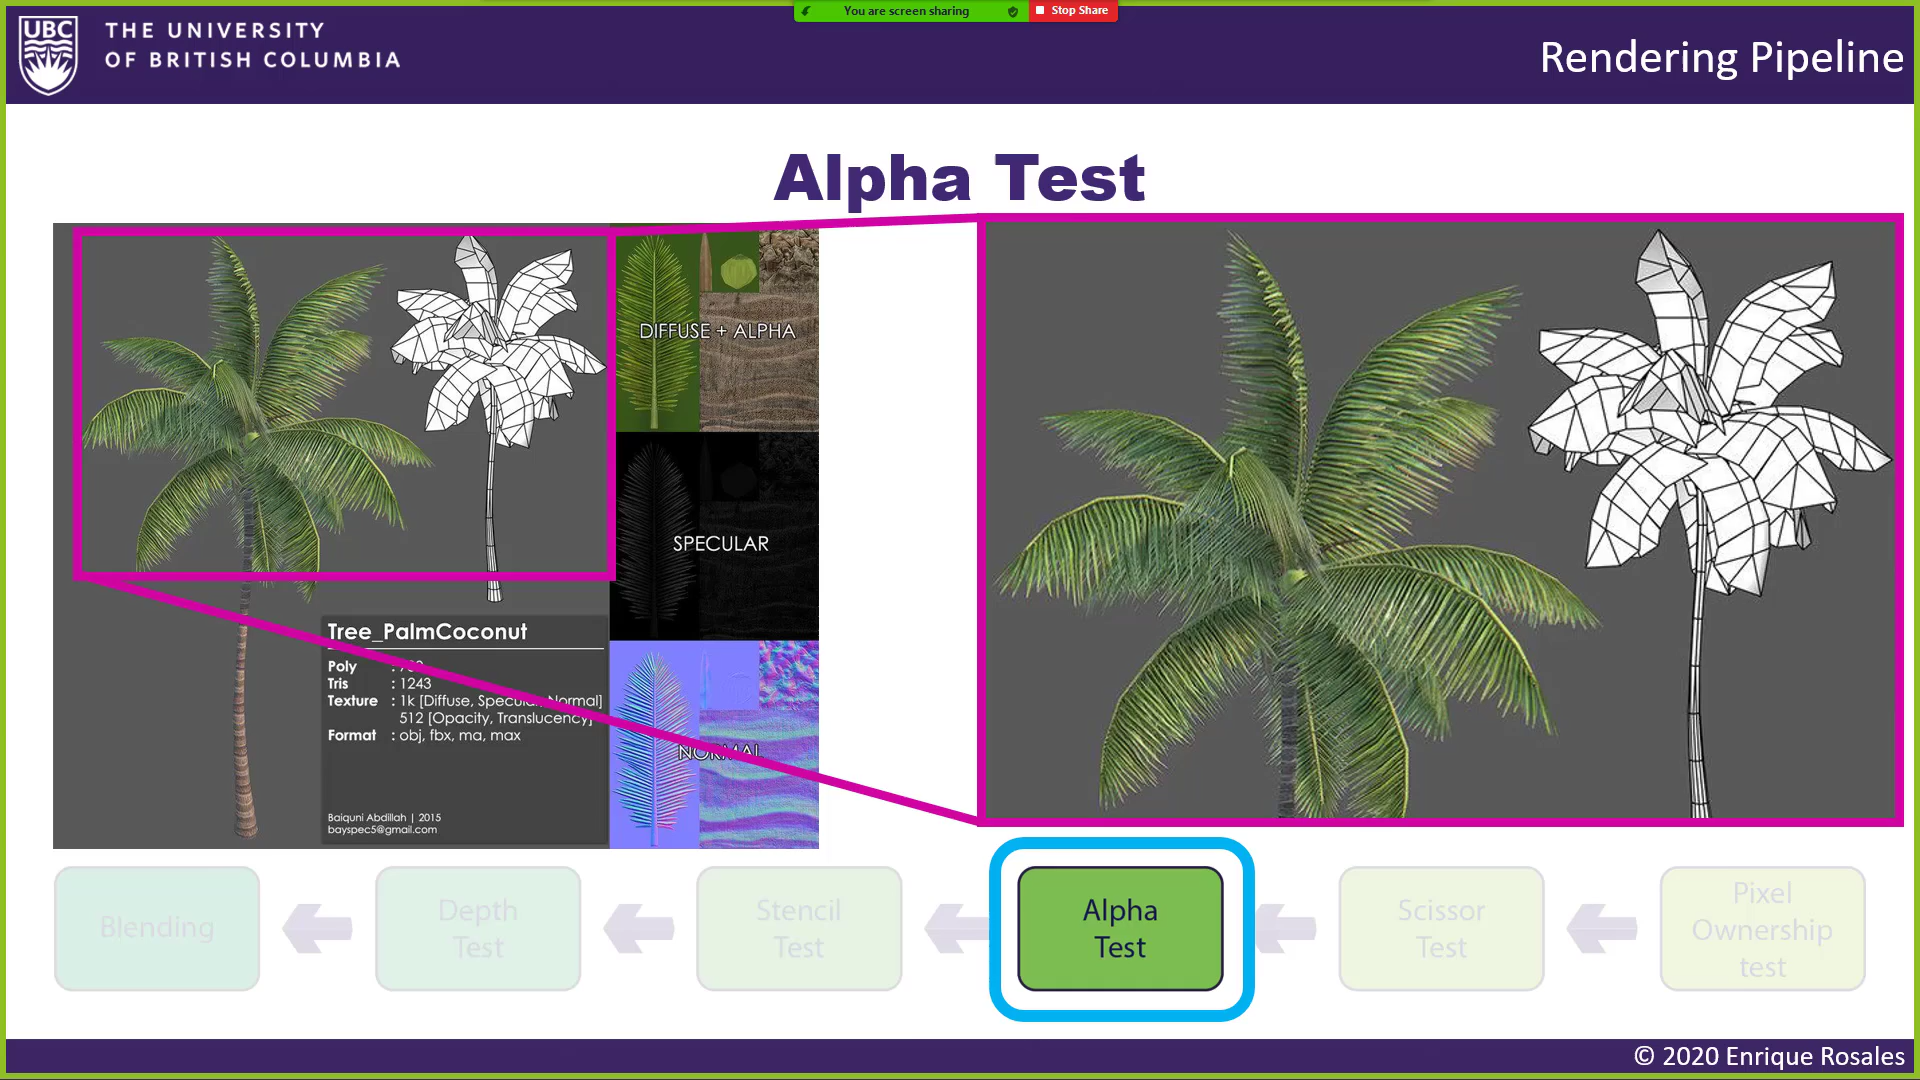 You are screen sharing
Stop Share
UBC
THE UNIVERSITY
OF BRITISH COLUMBIA
Rendering Pipeline
Alpha Test
DIFFUSE + ALPHA
SPECULAR
NORMAL
Tree_PalmCoconut
Poly :
Tris : 1243
Texture : 1k [Diffuse, Specular, Normal]
512 [Opacity, Translucency]
Format : obj, fbx, ma, max
Baiquni Abdillah | 2015
bayspec5@gmail.com
Blending
Depth
Test
Stencil
Test
Alpha
Test
Scissor
Test
Pixel
Ownership
test
© 2020 Enrique Rosales